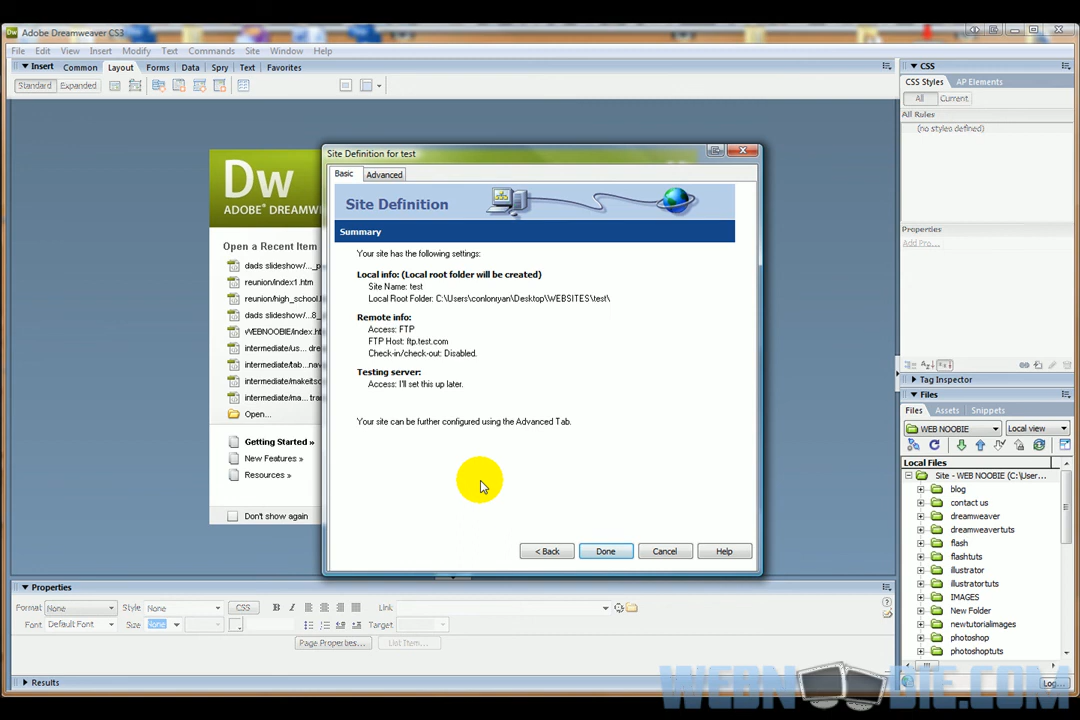 Adobe Dreamweaver CS3
File Edit View Insert Modify Text Commands Site Window Help
Insert Common Layout Forms Data Spry Text Favorites
Standard Expanded
CSS
CSS Styles AP Elements
All Current
All Rules
(no styles defined)
Properties
Add Pro...
Tag Inspector
Files
Files Assets Snippets
WEB NOOBIE Local view
Local Files
Site - WEB NOOBIE (C:\User...
blog
contact us
dreamweaver
dreamweavertuts
flash
flashtuts
illustrator
illustratortuts
IMAGES
New Folder
newtutorialimages
photoshop
photoshoptuts
Log...
Dw
ADOBE® DREAMW
Open a Recent Item
dads slideshow/..._p
reunion/index1.htm
reunion/high_school.
dads slideshow/...8_
WEBNOOBIE/index.ht
intermediate/us... dre
intermediate/tab...nav
intermediate/makeitsc
intermediate/ma... tra
Open...
Getting Started »
New Features »
Resources »
Don't show again
Site Definition for test
Basic Advanced
Site Definition
Summary
Your site has the following settings:
Local info: (Local root folder will be created)
Site Name: test
Local Root Folder: C:\Users\conlonryan\Desktop\WEBSITES\test\
Remote info:
Access: FTP
FTP Host: ftp.test.com
Check-in/check-out: Disabled.
Testing server:
Access: I'll set this up later.
Your site can be further configured using the Advanced Tab.
< Back Done Cancel Help
Properties
Format None Style None CSS B I Link
Font Default Font Size None Target
Page Properties... List Item...
Results
WEBNOOBIE.COM